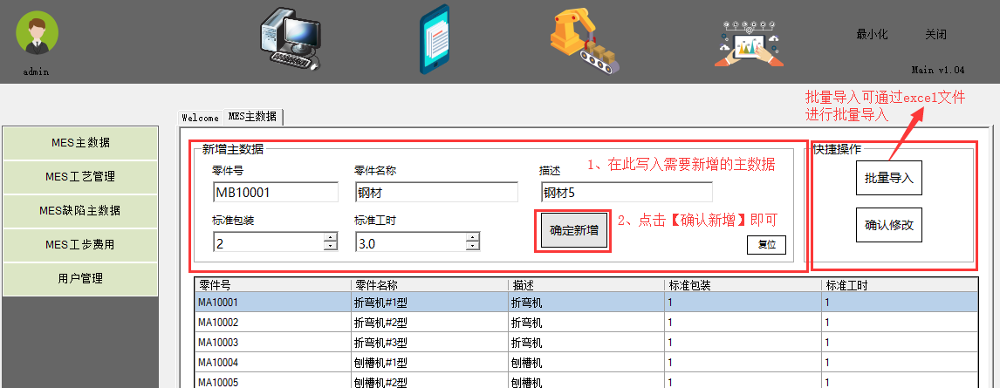 admin
最小化
关闭
Main v1.04
批量导入可通过excel文件
进行批量导入
Welcome
MES主数据
MES主数据
MES工艺管理
MES缺陷主数据
MES工步费用
用户管理
新增主数据
零件号
零件名称
描述
1、在此写入需要新增的主数据
MB10001
钢材
钢材5
标准包装
标准工时
2
3.0
确定新增
2、点击【确认新增】即可
复位
快捷操作
批量导入
确认修改
零件号 零件名称 描述 标准包装 标准工时
MA10001 折弯机#1型 折弯机 1 1
MA10002 折弯机#2型 折弯机 1 1
MA10003 折弯机#3型 折弯机 1 1
MA10004 刨槽机#1型 刨槽机 1 1
MA10005 刨槽机#2型 刨槽机 1 1